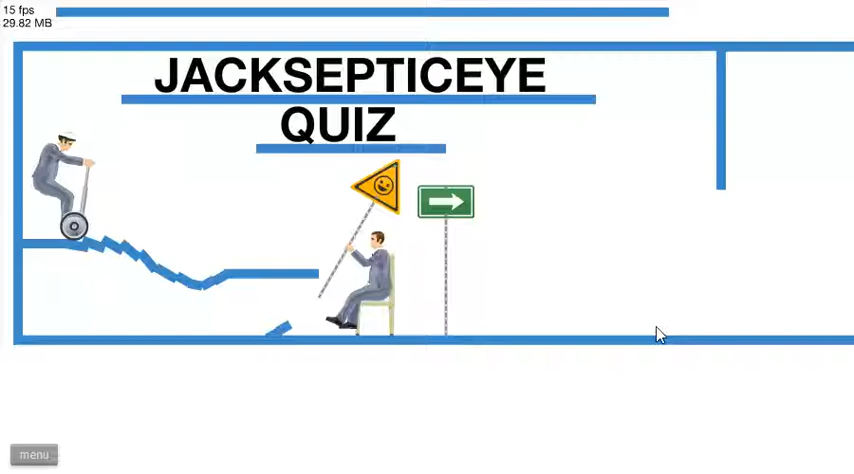 15 fps
29.82 MB
JACKSEPTICEYE
QUIZ
menu